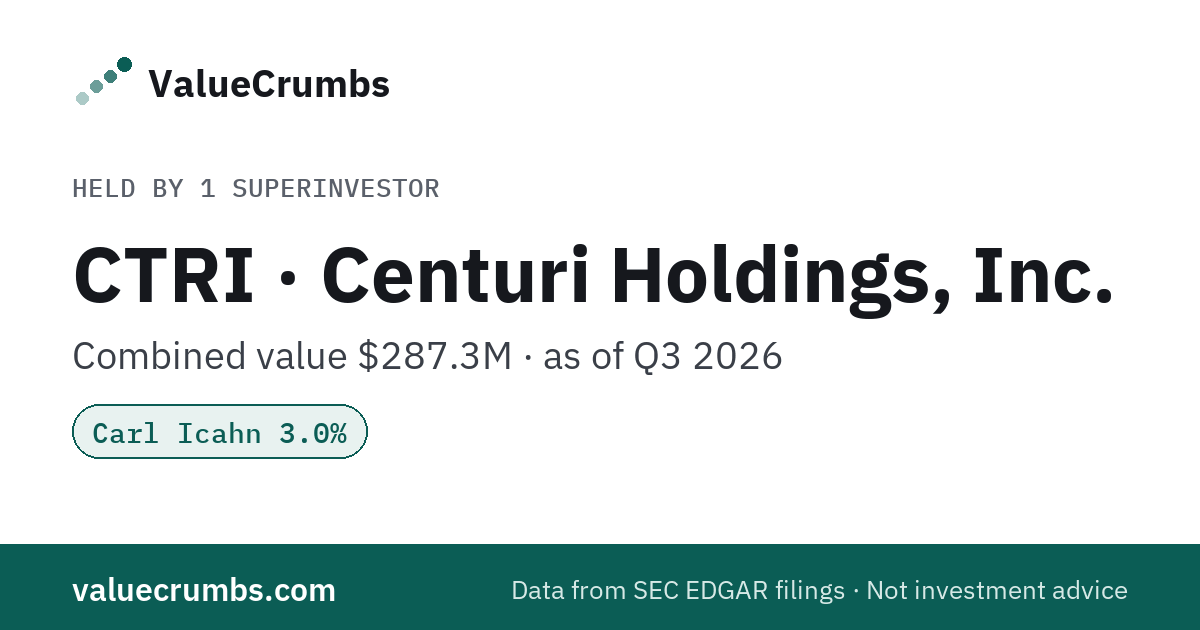 ValueCrumbs
HELD BY 1 SUPERINVESTOR
CTRI · Centuri Holdings, Inc.
Combined value $287.3M · as of Q3 2026
Carl Icahn 3.0%
valuecrumbs.com
Data from SEC EDGAR filings · Not investment advice